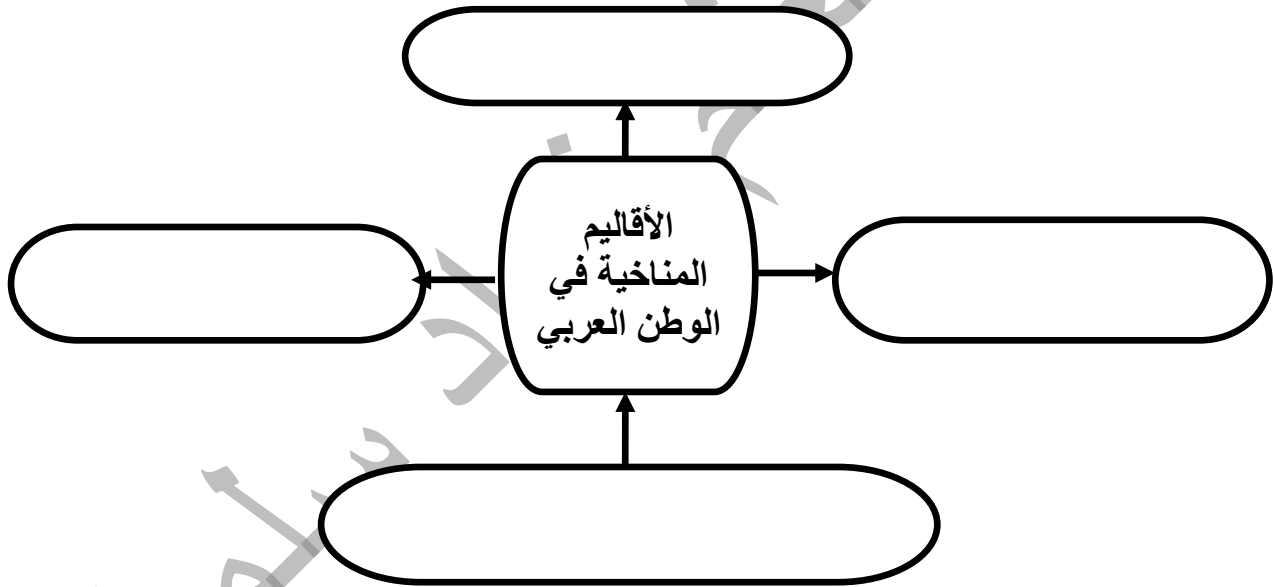 الأقاليم
المناخية في
الوطن العربي